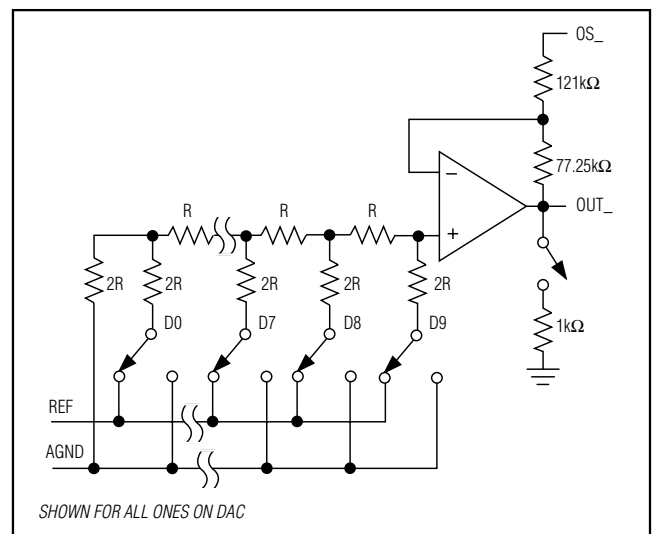 OS_
121kΩ
77.25kΩ
− OUT_
R R R +
2R 2R 2R 2R 2R
D0 D7 D8 D9
1kΩ
REF
AGND
SHOWN FOR ALL ONES ON DAC